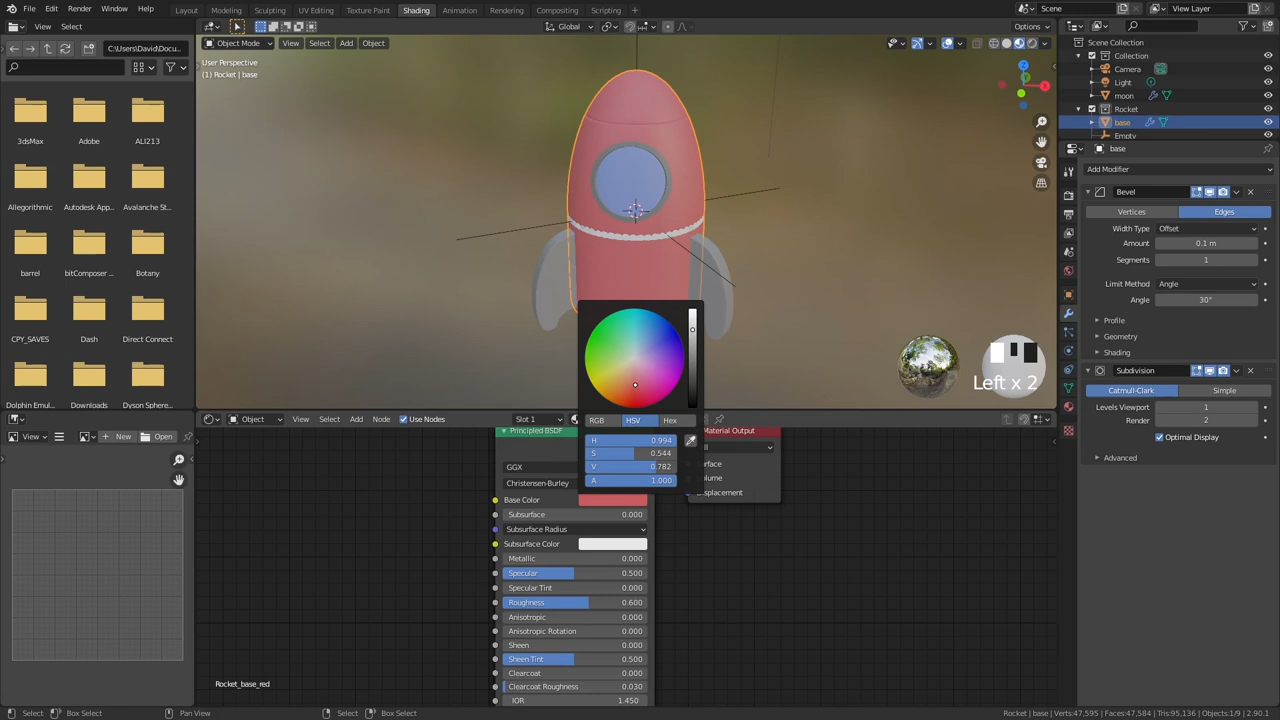 File Edit Render Window Help Layout Modeling Sculpting UV Editing Texture Paint Shading Animation Rendering Compositing Scripting Scene View Layer
View Select Global Options
C:\Users\David\Docu...
Object Mode View Select Add Object
User Perspective
(1) Rocket | base
3dsMax Adobe ALI213
Allegorithmic Autodesk App... Avalanche St...
barrel bitComposer ... Botany
CPY_SAVES Dash Direct Connect
Dolphin Emul... Downloads Dyson Sphere...
Scene Collection
Collection
Camera
Light
moon
Rocket
base
Empty
base
Add Modifier
Bevel
Vertices Edges
Width Type Offset
Amount 0.1 m
Segments 1
Limit Method Angle
Angle 30°
Profile
Geometry
Shading
Subdivision
Catmull-Clark Simple
Levels Viewport 1
2
Optimal Display
Advanced
Left x 2
RGB HSV Hex
H 0.994
S 0.544
V 0.782
A 1.000
View New Open
Object View Select Add Node Use Nodes Slot 1
Principled BSDF
GGX
Christensen-Burley
Base Color
Subsurface 0.000
Subsurface Radius
Subsurface Color
Metallic 0.000
Specular 0.500
Specular Tint 0.000
Roughness 0.600
Anisotropic 0.000
Anisotropic Rotation 0.000
Sheen 0.000
Sheen Tint 0.500
Clearcoat 0.000
Clearcoat Roughness 0.030
IOR 1.450
Material Output
Rocket_base_red
Select Box Select Pan View Select Box Select
Rocket | base | Verts:47,595 | Faces:47,584 | Tris:95,136 | Objects:1/9 | 2.90.1